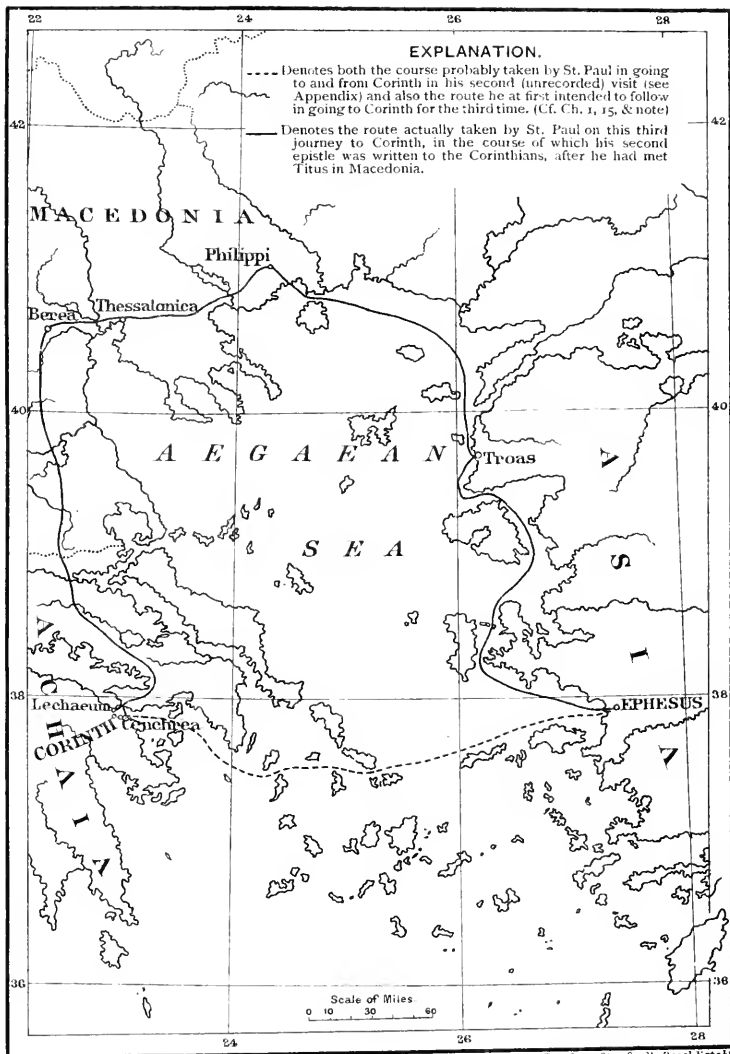 22 24 26 28
EXPLANATION.
Denotes both the course probably taken by St. Paul in going
to and from Corinth in his second (unrecorded) visit (see
Appendix) and also the route he at first intended to follow
in going to Corinth for the third time. (Cf. Ch. 1, 15, & note)
Denotes the route actually taken by St. Paul on this third
journey to Corinth, in the course of which his second
epistle was written to the Corinthians, after he had met
Titus in Macedonia.
42 42
MACEDONIA
Philippi
Thessalonica
Berea
40 40
AEGAEAN
Troas
SEA
ASIA
ACHAIA
38 38
Lechaeum
EPHESUS
CORINTH
Cenchrea
36 36
Scale of Miles
0 10 30 60
24 26 28